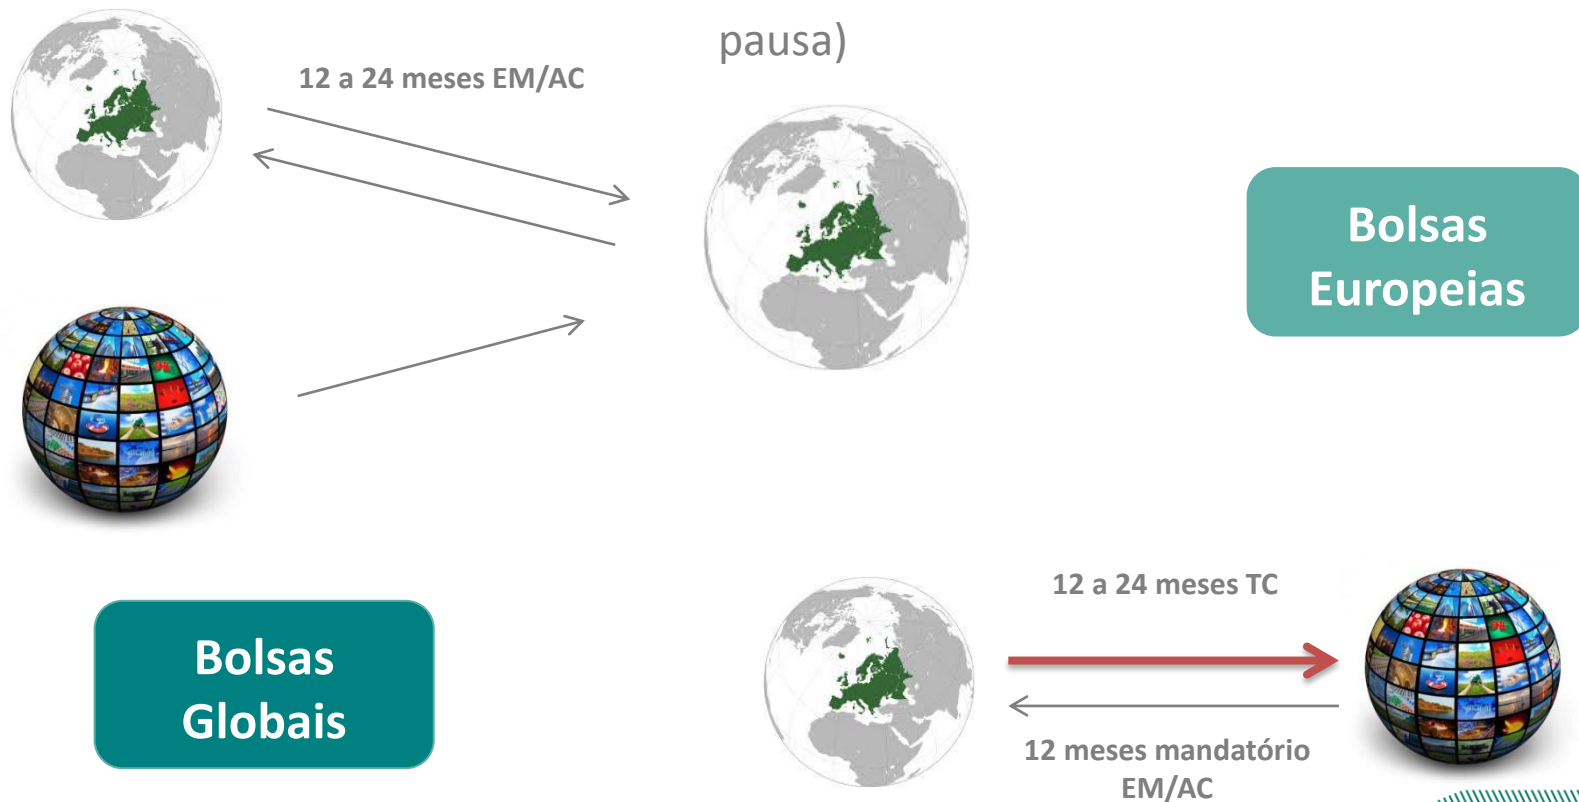 pausa)
12 a 24 meses EM/AC
Bolsas
Europeias
12 a 24 meses TC
Bolsas
Globais
12 meses mandatório
EM/AC